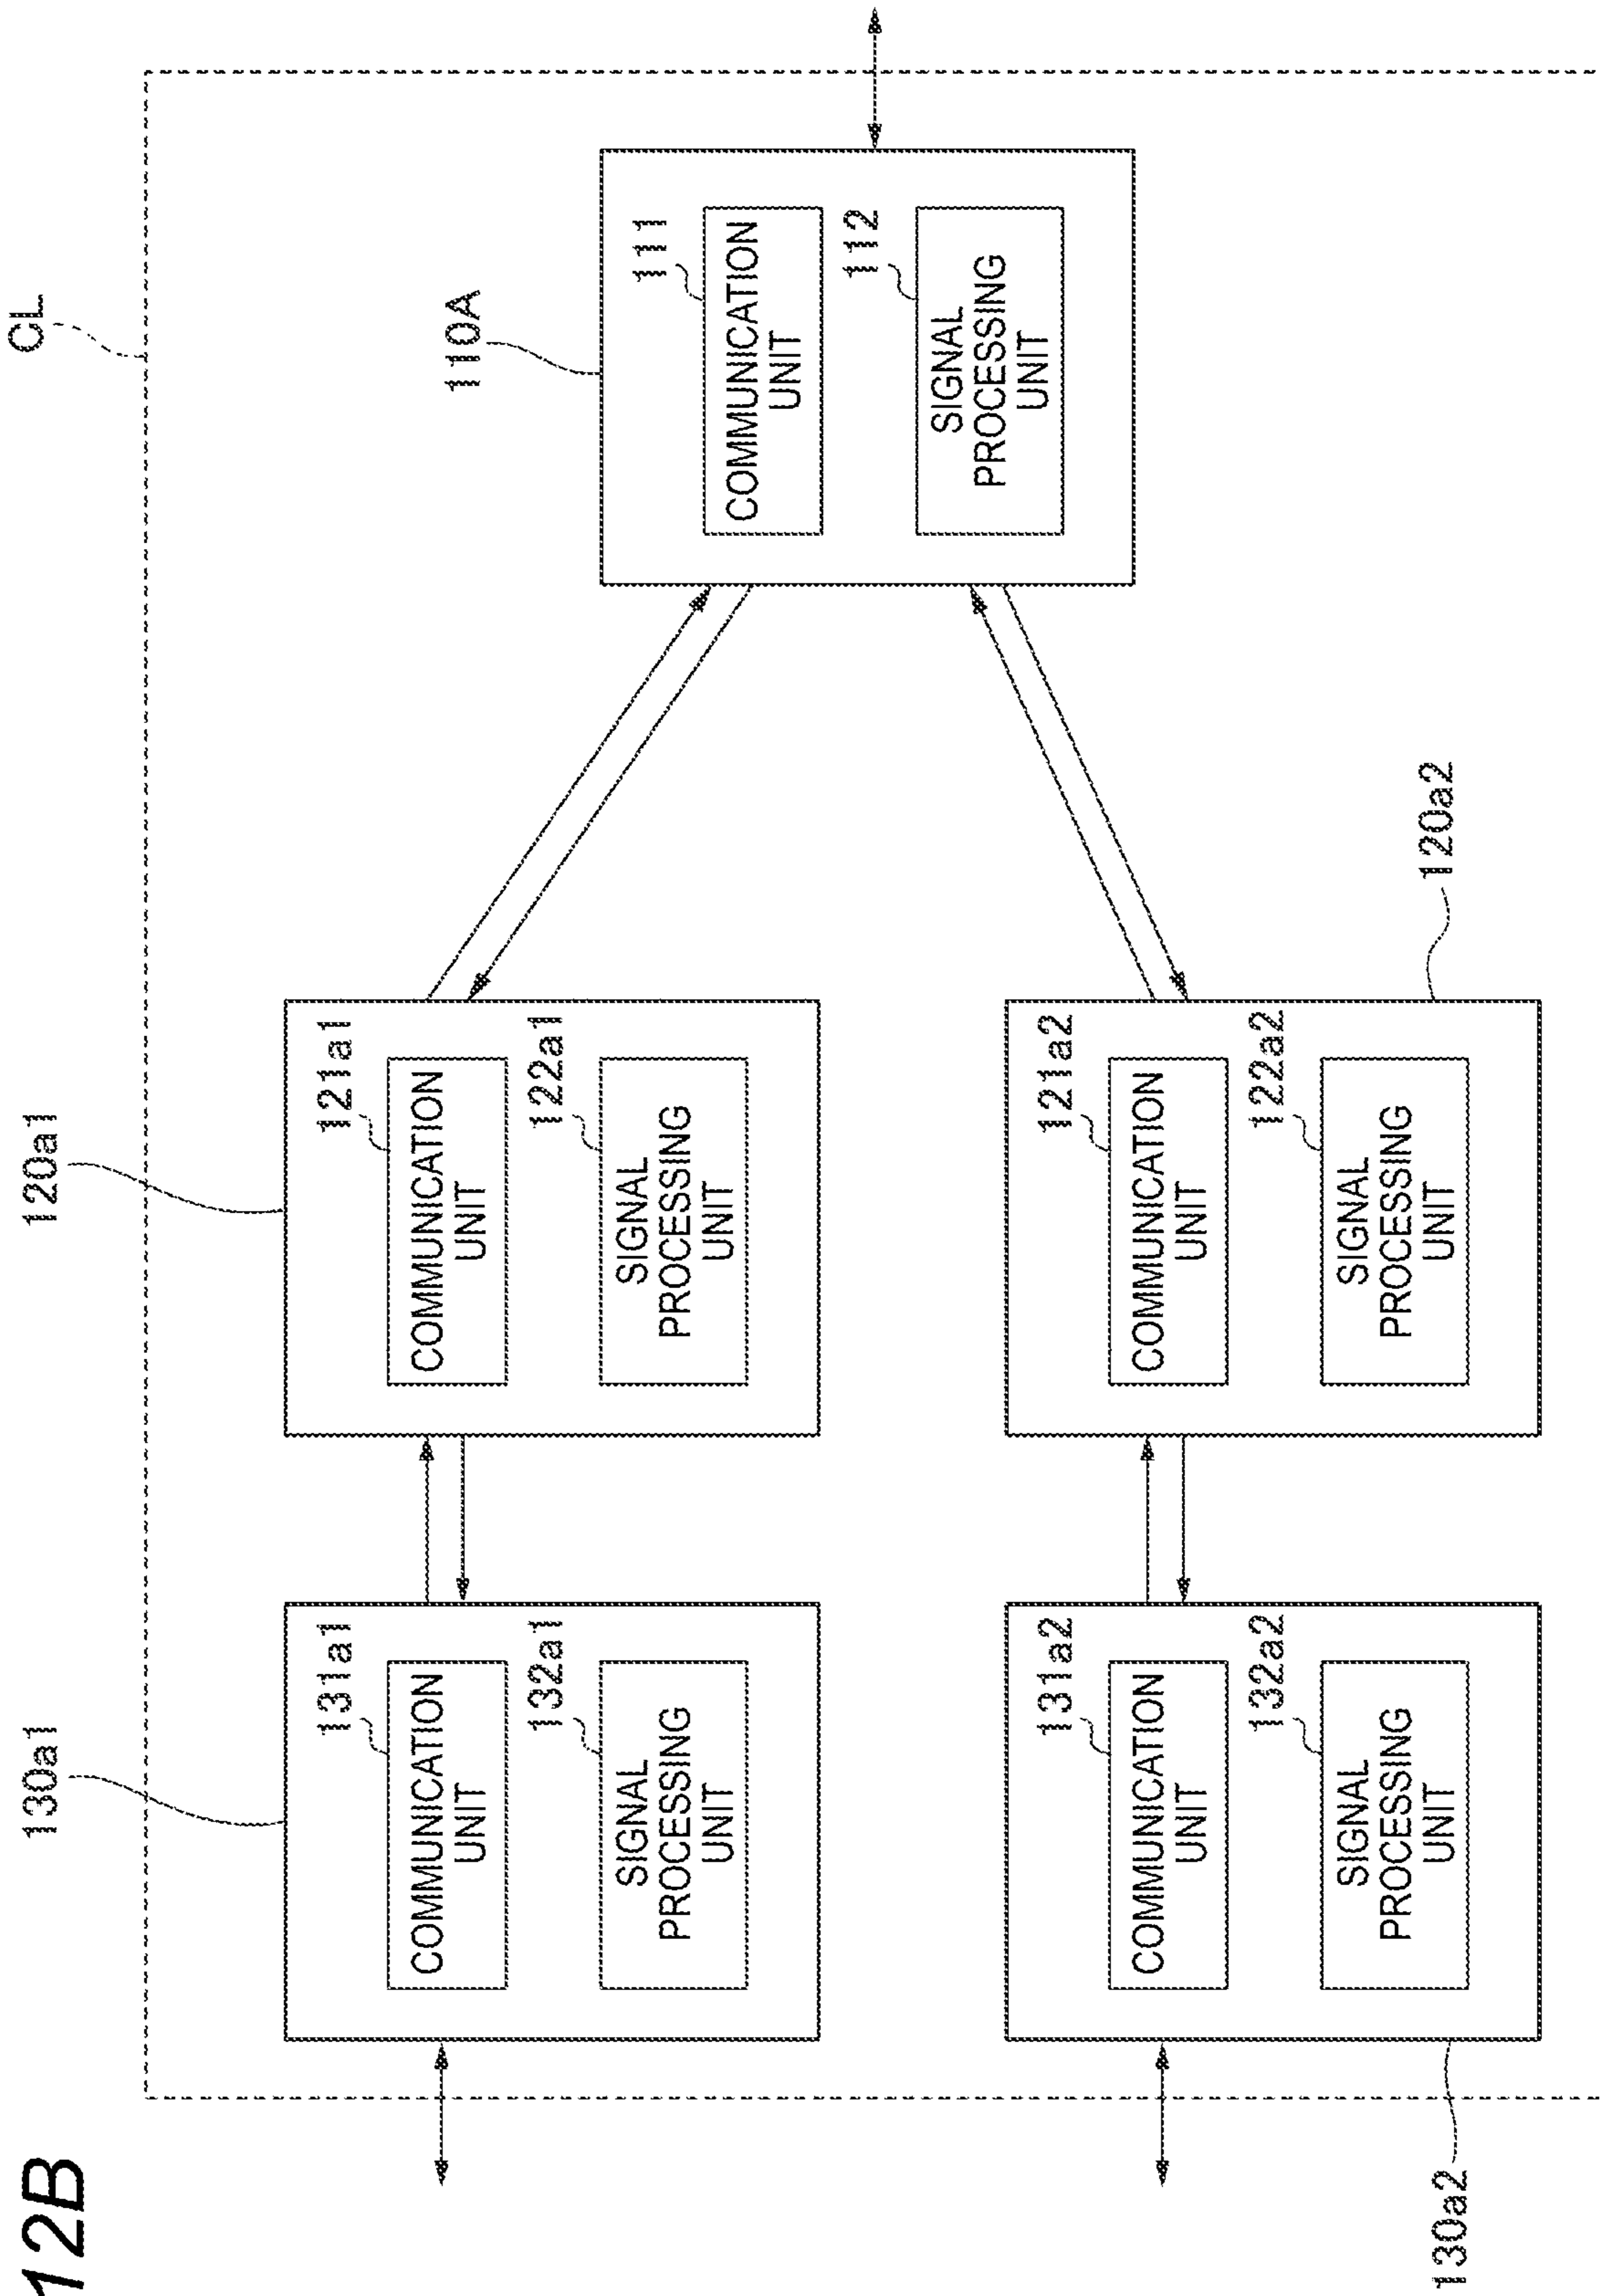 12B
130a1
120a1
CL
131a1
COMMUNICATION
UNIT
132a1
SIGNAL
PROCESSING
UNIT
121a1
COMMUNICATION
UNIT
122a1
SIGNAL
PROCESSING
UNIT
110A
111
COMMUNICATION
UNIT
112
SIGNAL
PROCESSING
UNIT
131a2
COMMUNICATION
UNIT
132a2
SIGNAL
PROCESSING
UNIT
121a2
COMMUNICATION
UNIT
122a2
SIGNAL
PROCESSING
UNIT
130a2
120a2